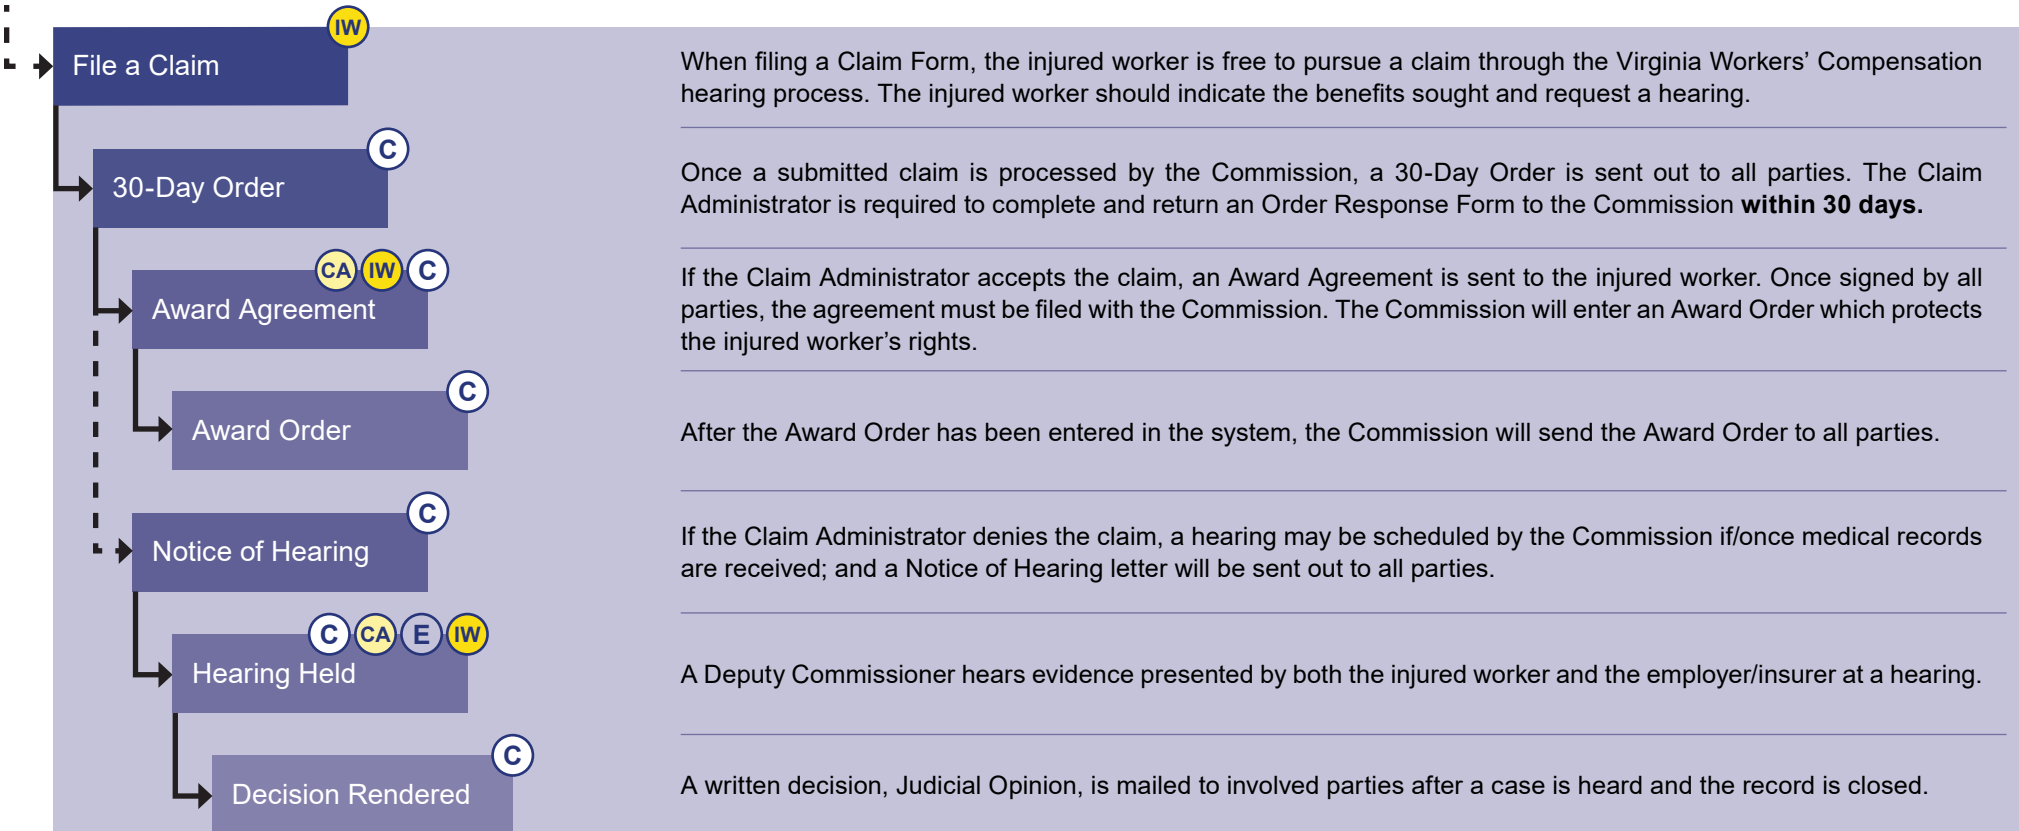 IW
File a Claim
When filing a Claim Form, the injured worker is free to pursue a claim through the Virginia Workers’ Compensation
hearing process. The injured worker should indicate the benefits sought and request a hearing.
C
30-Day Order
Once a submitted claim is processed by the Commission, a 30-Day Order is sent out to all parties. The Claim
Administrator is required to complete and return an Order Response Form to the Commission within 30 days.
CA IW C
Award Agreement
If the Claim Administrator accepts the claim, an Award Agreement is sent to the injured worker. Once signed by all
parties, the agreement must be filed with the Commission. The Commission will enter an Award Order which protects
the injured worker’s rights.
C
Award Order
After the Award Order has been entered in the system, the Commission will send the Award Order to all parties.
C
Notice of Hearing
If the Claim Administrator denies the claim, a hearing may be scheduled by the Commission if/once medical records
are received; and a Notice of Hearing letter will be sent out to all parties.
C CA E IW
Hearing Held
A Deputy Commissioner hears evidence presented by both the injured worker and the employer/insurer at a hearing.
C
Decision Rendered
A written decision, Judicial Opinion, is mailed to involved parties after a case is heard and the record is closed.